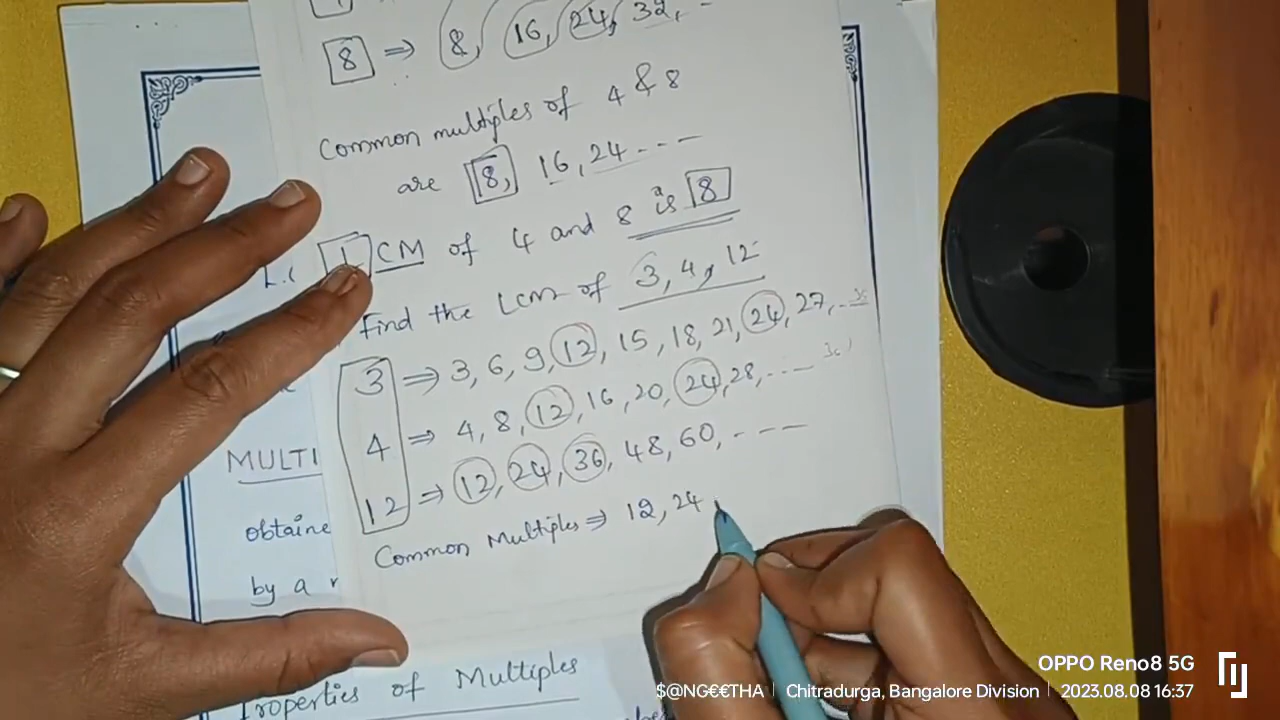 8 ⇒ 8, 16, 24, 32, -
Common multiples of 4 & 8
are 8, 16, 24 - - -
LCM of 4 and 8 is 8
Find the LCM of 3, 4, 12
3 ⇒ 3, 6, 9, 12, 15, 18, 21, 24, 27, ..
4 ⇒ 4, 8, 12, 16, 20, 24, 28, ... 36
12 ⇒ 12, 24, 36, 48, 60, - - -
Common Multiples ⇒ 12, 24
MULTI
obtaine
by a
Properties of Multiples
OPPO Reno8 5G
$@NG€€THA | Chitradurga, Bangalore Division | 2023.08.08 16:37